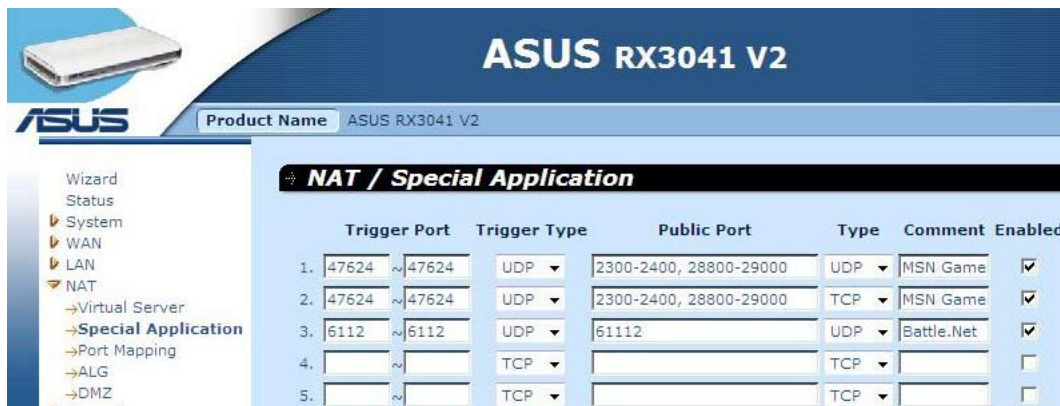 ASUS RX3041 V2
ASUS
Product Name ASUS RX3041 V2
Wizard
Status
System
WAN
LAN
NAT
→Virtual Server
→Special Application
→Port Mapping
→ALG
→DMZ
NAT / Special Application
Trigger Port Trigger Type Public Port Type Comment Enabled
1. 47624 ~ 47624 UDP 2300-2400, 28800-29000 UDP MSN Game
2. 47624 ~ 47624 UDP 2300-2400, 28800-29000 TCP MSN Game
3. 6112 ~ 6112 UDP 61112 UDP Battle.Net
4. ~ TCP TCP
5. ~ TCP TCP